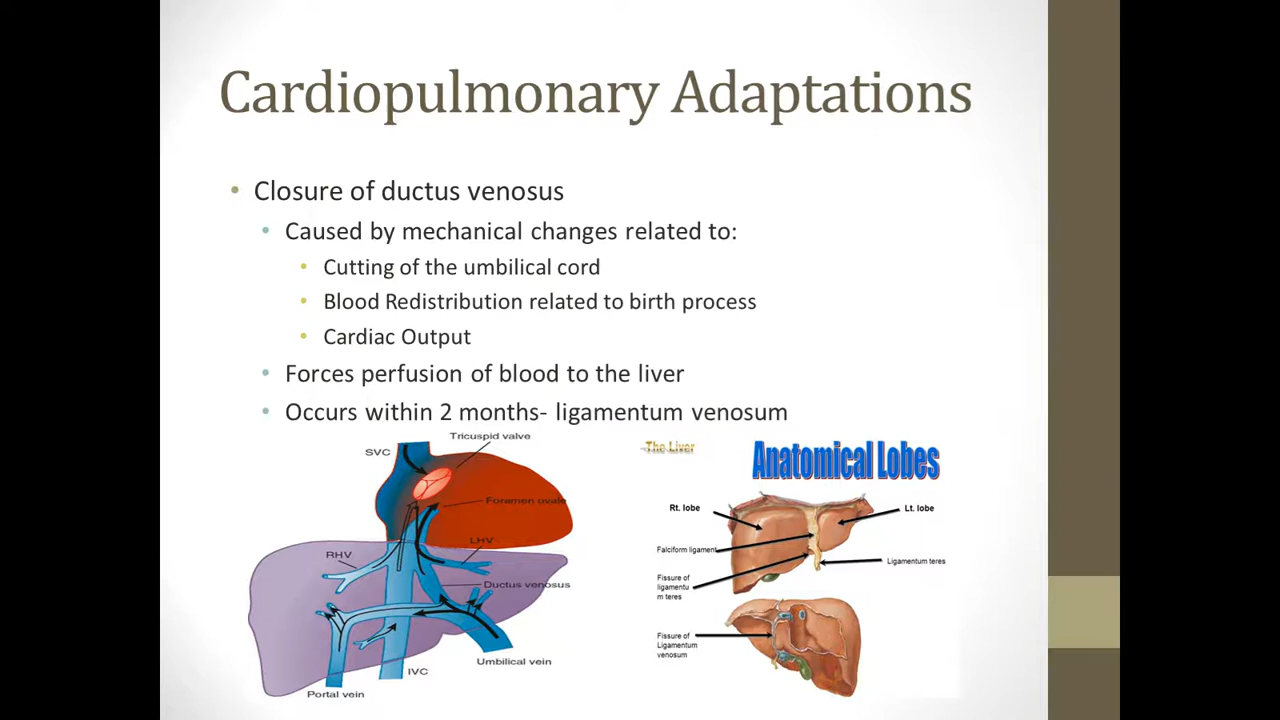 Cardiopulmonary Adaptations
• Closure of ductus venosus
• Caused by mechanical changes related to:
• Cutting of the umbilical cord
• Blood Redistribution related to birth process
• Cardiac Output
• Forces perfusion of blood to the liver
• Occurs within 2 months- ligamentum venosum
Tricuspid valve
SVC
Foramen ovale
RHV
LHV
Ductus venosus
Umbilical vein
IVC
Portal vein
The Liver
Anatomical Lobes
Rt. lobe
Lt. lobe
Falciform ligament
Ligamentum teres
Fissure of
ligamentu
m teres
Fissure of
Ligamentum
venosum